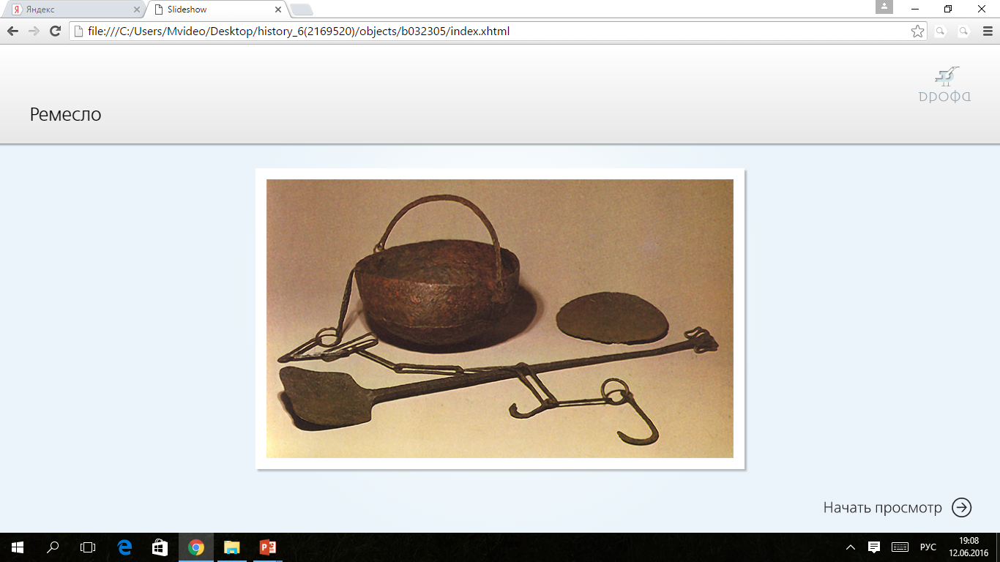 Яндекс
Slideshow
file:///C:/Users/Mvideo/Desktop/history_6(2169520)/objects/b032305/index.xhtml
дрофа
Ремесло
Начать просмотр
РУС
19:08
12.06.2016